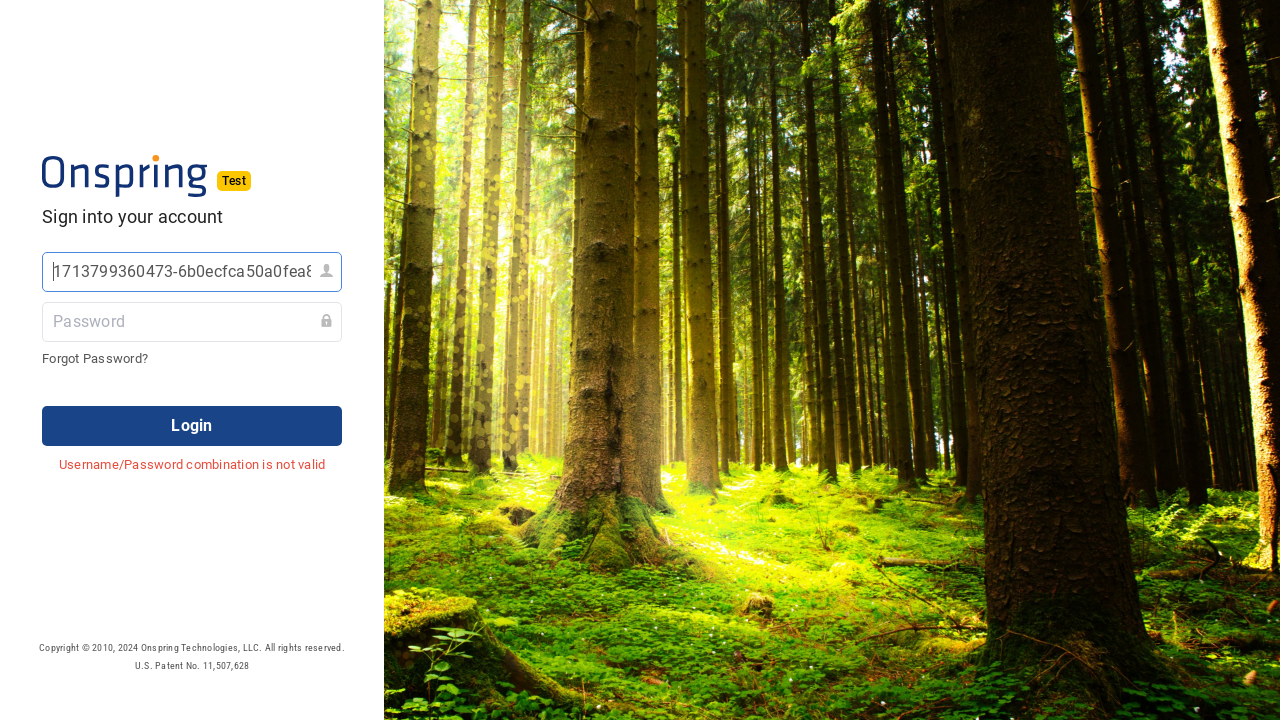 Onspring Test
Sign into your account
1713799360473-6b0ecfca50a0fea8
Password
Forgot Password?
Login
Username/Password combination is not valid
Copyright © 2010, 2024 Onspring Technologies, LLC. All rights reserved.
U.S. Patent No. 11,507,628